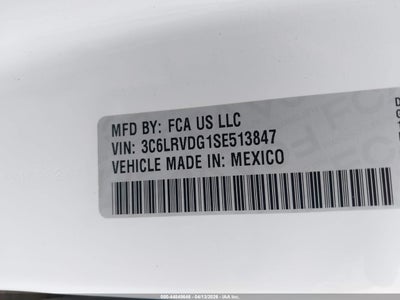 MFD BY: FCA US LLC
VIN: 3C6LRVDG1SE513847
VEHICLE MADE IN: MEXICO